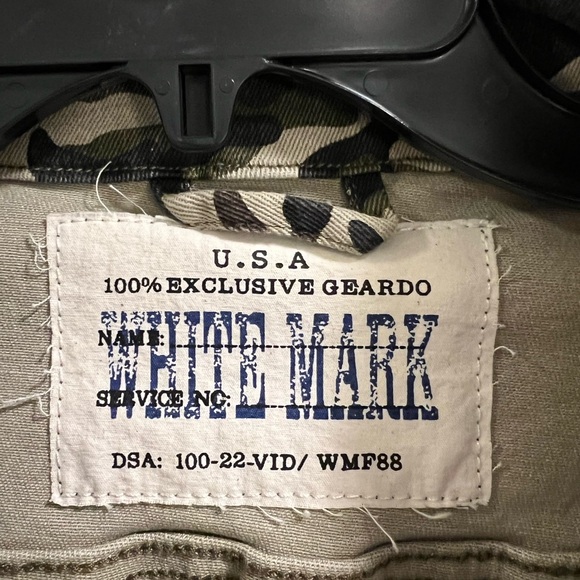 U.S.A
100% EXCLUSIVE GEARDO
WHITE MARK
NAME:
SERVICE NO:
DSA: 100-22-VID/ WMF88